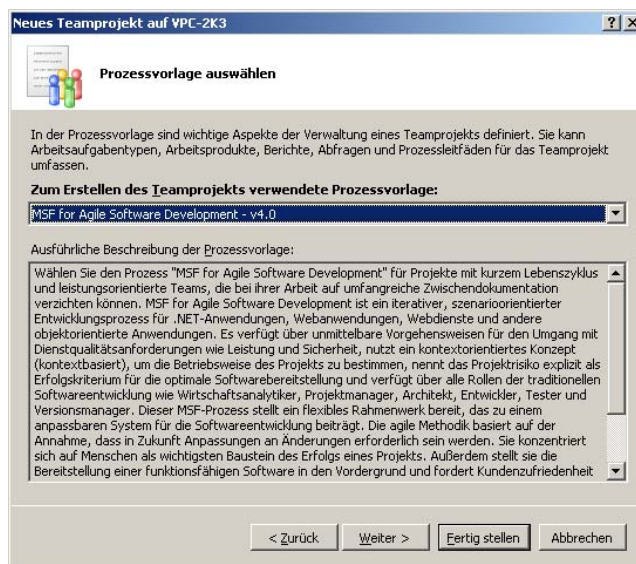 Neues Teamprojekt auf VPC-2K3
Prozessvorlage auswählen
In der Prozessvorlage sind wichtige Aspekte der Verwaltung eines Teamprojekts definiert. Sie kann
Arbeitsaufgabentypen, Arbeitsprodukte, Berichte, Abfragen und Prozessleitfäden für das Teamprojekt
umfassen.
Zum Erstellen des Teamprojekts verwendete Prozessvorlage:
MSF for Agile Software Development - v4.0
Ausführliche Beschreibung der Prozessvorlage:
Wählen Sie den Prozess "MSF for Agile Software Development" für Projekte mit kurzem Lebenszyklus
und leistungsorientierte Teams, die bei ihrer Arbeit auf umfangreiche Zwischendokumentation
verzichten können. MSF for Agile Software Development ist ein iterativer, szenarioorientierter
Entwicklungsprozess für .NET-Anwendungen, Webanwendungen, Webdienste und andere
objektorientierte Anwendungen. Es verfügt über unmittelbare Vorgehensweisen für den Umgang mit
Dienstqualitätsanforderungen wie Leistung und Sicherheit, nutzt ein kontextorientiertes Konzept
(kontextbasiert), um die Betriebsweise des Projekts zu bestimmen, nennt das Projektrisiko explizit als
Erfolgskriterium für die optimale Softwarebereitstellung und verfügt über alle Rollen der traditionellen
Softwareentwicklung wie Wirtschaftsanalytiker, Projektmanager, Architekt, Entwickler, Tester und
Versionsmanager. Dieser MSF-Prozess stellt ein flexibles Rahmenwerk bereit, das zu einem
anpassbaren System für die Softwareentwicklung beiträgt. Die agile Methodik basiert auf der
Annahme, dass in Zukunft Anpassungen an Änderungen erforderlich sein werden. Sie konzentriert
sich auf Menschen als wichtigsten Baustein des Erfolgs eines Projekts. Außerdem stellt sie die
Bereitstellung einer funktionsfähigen Software in den Vordergrund und fordert Kundenzufriedenheit
< Zurück Weiter > Fertig stellen Abbrechen